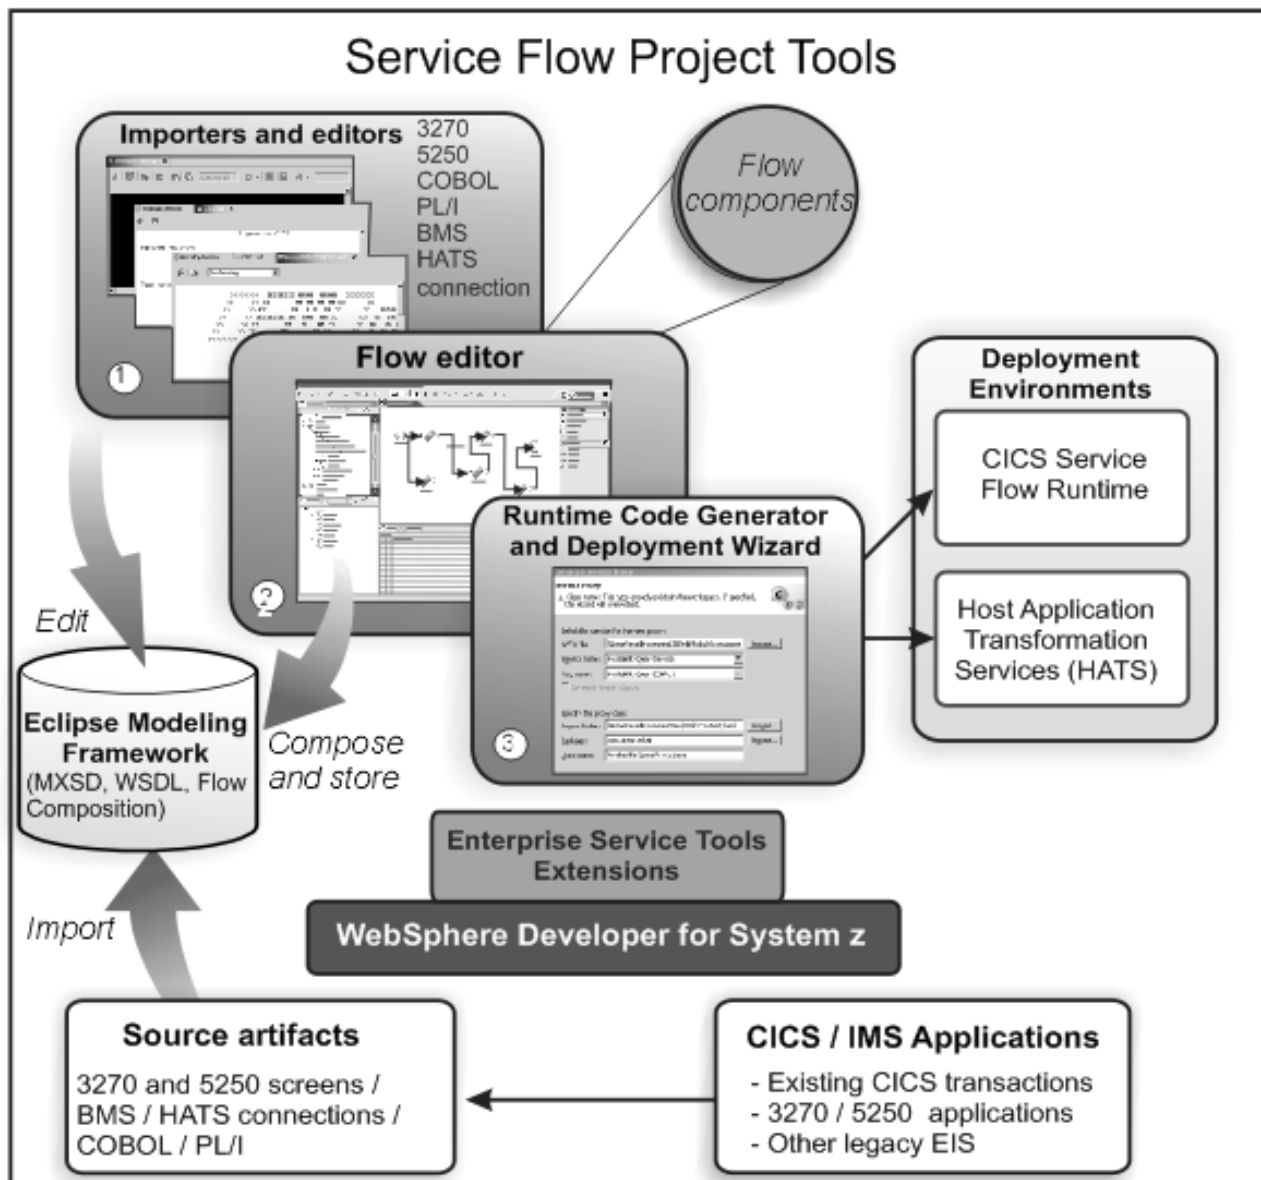 Service Flow Project Tools
Importers and editors
3270
5250
COBOL
PL/I
BMS
HATS
connection
1
Flow
components
Flow editor
2
Runtime Code Generator
and Deployment Wizard
3
Deployment
Environments
CICS Service
Flow Runtime
Host Application
Transformation
Services (HATS)
Edit
Eclipse Modeling
Framework
(MXSD, WSDL, Flow
Composition)
Compose
and store
Import
Enterprise Service Tools
Extensions
WebSphere Developer for System z
Source artifacts
3270 and 5250 screens /
BMS / HATS connections /
COBOL / PL/I
CICS / IMS Applications
- Existing CICS transactions
- 3270 / 5250 applications
- Other legacy EIS